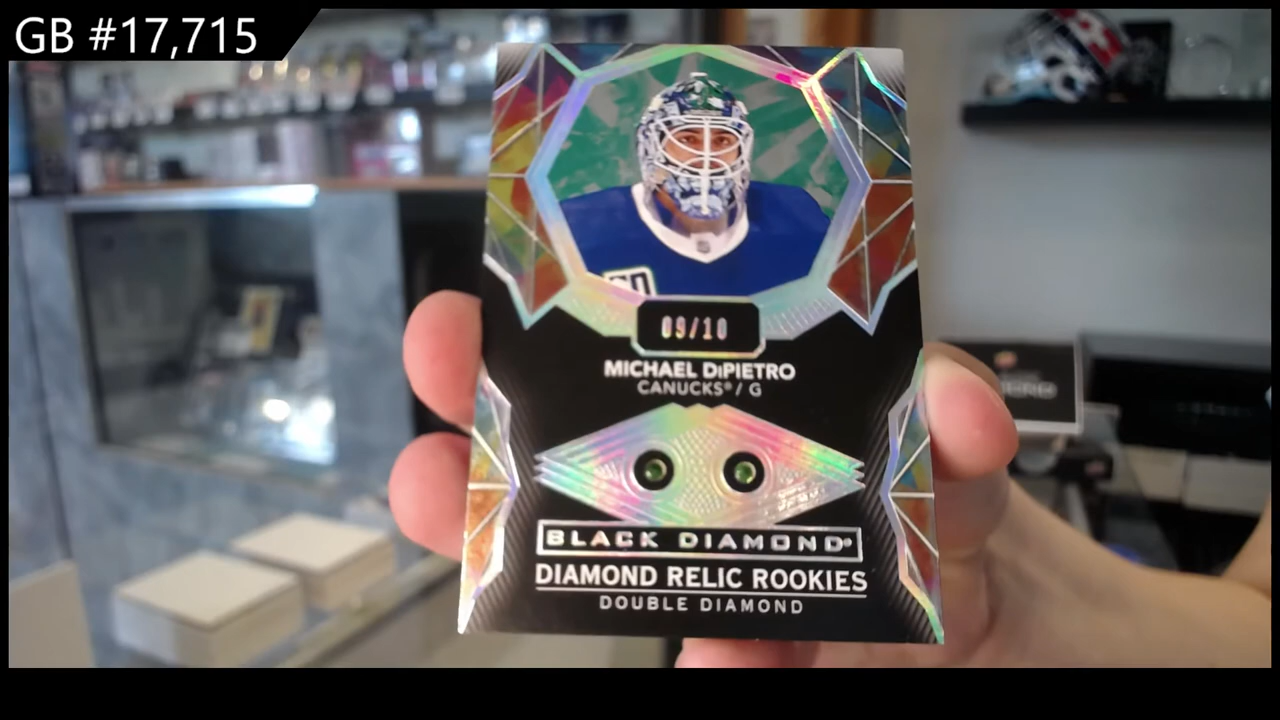 GB #17,715
09/10
MICHAEL DiPIETRO
CANUCKS® / G
BLACK DIAMOND®
DIAMOND RELIC ROOKIES
DOUBLE DIAMOND